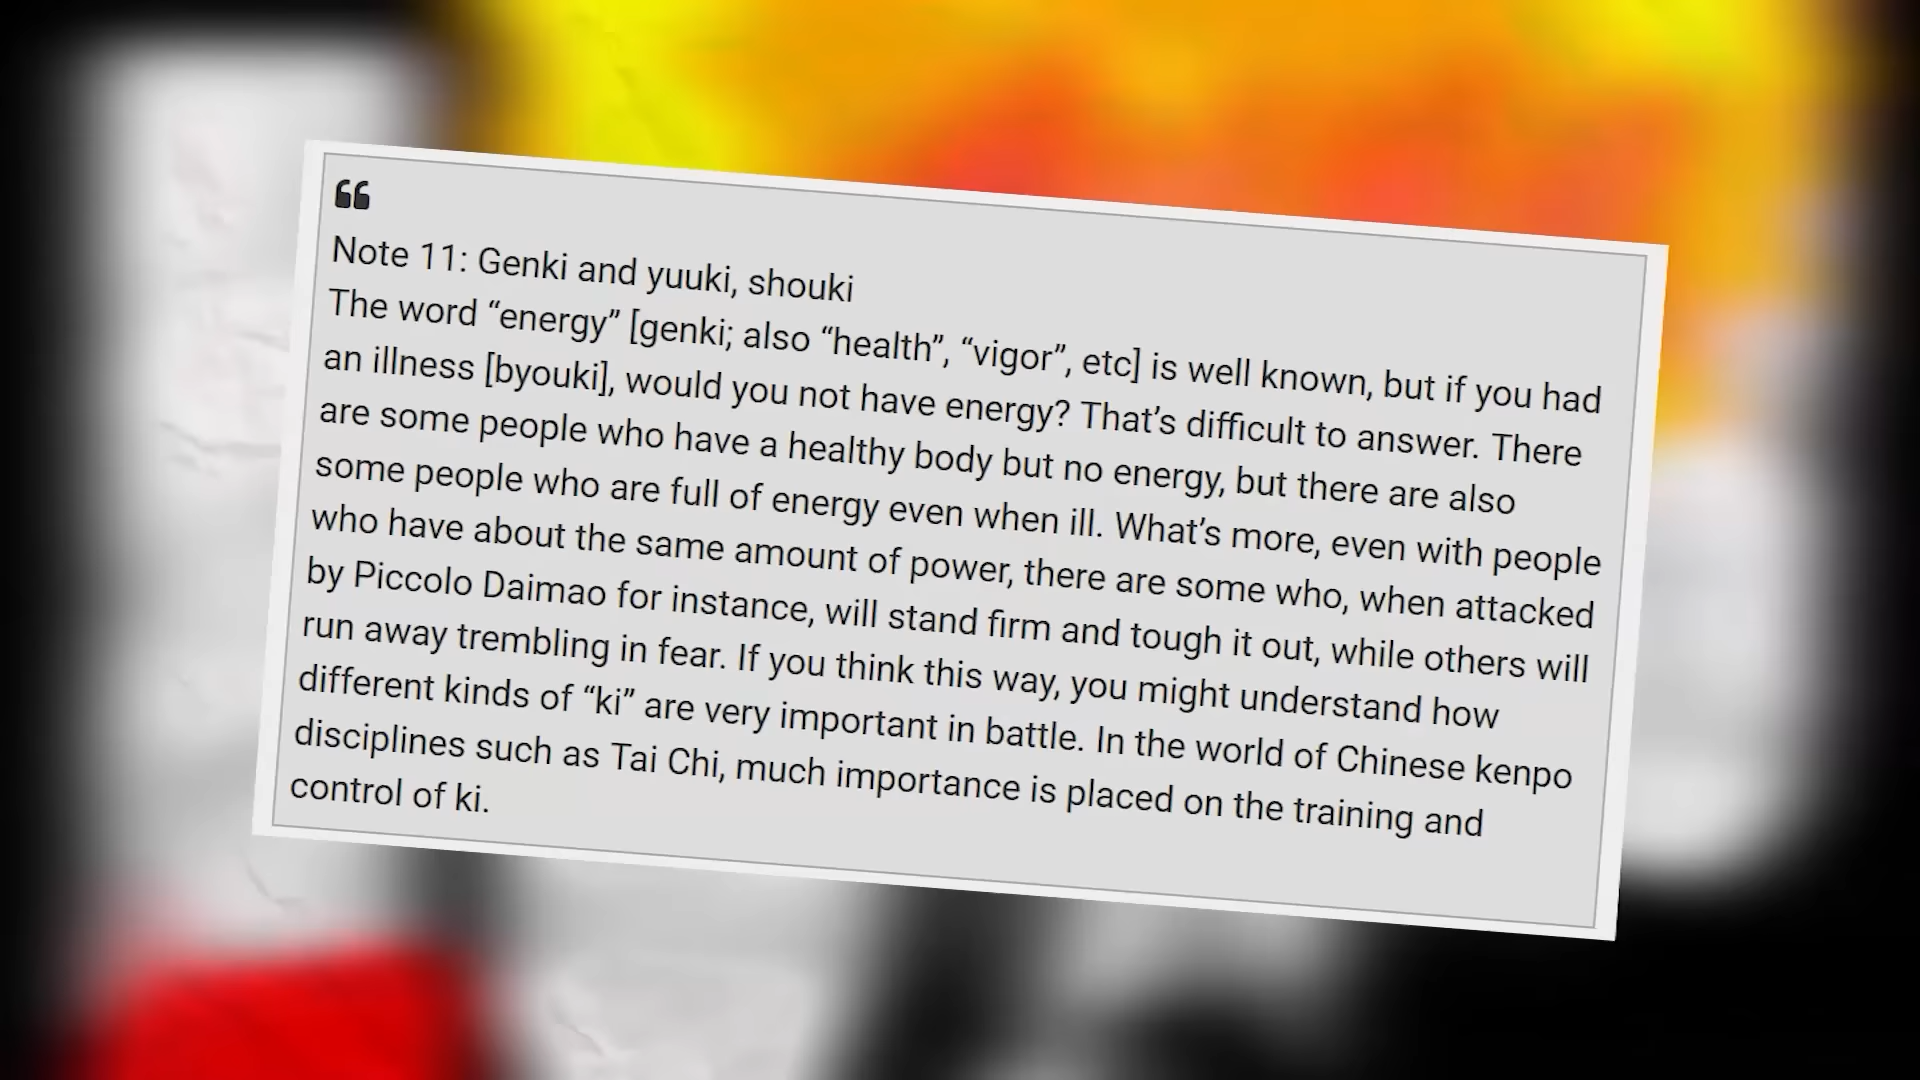 “
Note 11: Genki and yuuki, shouki
The word “energy” [genki; also “health”, “vigor”, etc] is well known, but if you had
an illness [byouki], would you not have energy? That’s difficult to answer. There
are some people who have a healthy body but no energy, but there are also
some people who are full of energy even when ill. What’s more, even with people
who have about the same amount of power, there are some who, when attacked
by Piccolo Daimao for instance, will stand firm and tough it out, while others will
run away trembling in fear. If you think this way, you might understand how
different kinds of “ki” are very important in battle. In the world of Chinese kenpo
disciplines such as Tai Chi, much importance is placed on the training and
control of ki.